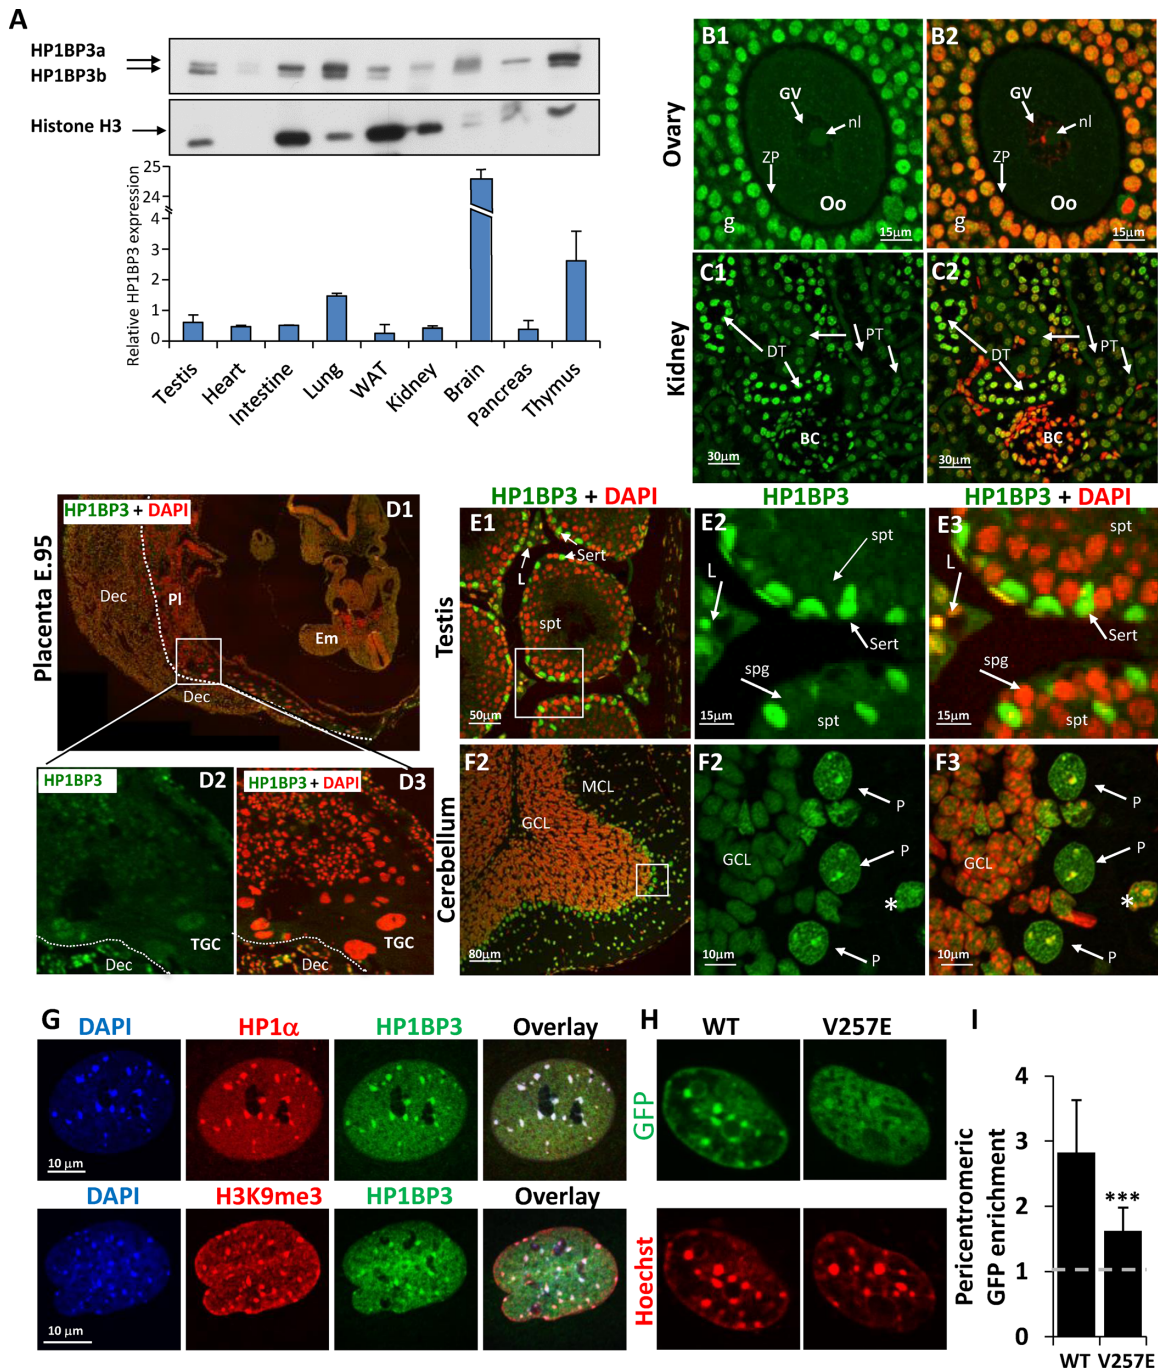 A
HP1BP3a
HP1BP3b
Histone H3
Relative HP1BP3 expression
25
24
4
3
2
1
0
Testis
Heart
Intestine
Lung
WAT
Kidney
Brain
Pancreas
Thymus
Ovary
B1
GV
nl
ZP
Oo
g
15μm
B2
GV
nl
ZP
Oo
g
15μm
Kidney
C1
DT
PT
BC
30μm
C2
DT
PT
BC
30μm
Placenta E.95
HP1BP3 + DAPI
D1
Dec
Pl
Em
Dec
HP1BP3
D2
TGC
Dec
HP1BP3 + DAPI
D3
TGC
Dec
Testis
HP1BP3 + DAPI
E1
Sert
L
spt
50μm
HP1BP3
E2
spt
L
Sert
spg
spt
15μm
HP1BP3 + DAPI
E3
spt
L
Sert
spg
spt
15μm
Cerebellum
F2
MCL
GCL
80μm
F2
P
GCL
P
*
P
10μm
F3
P
GCL
P
*
P
10μm
G
DAPI
HP1α
HP1BP3
Overlay
10 μm
DAPI
H3K9me3
HP1BP3
Overlay
10 μm
H
WT
V257E
GFP
Hoechst
I
Pericentromeric
GFP enrichment
4
3
2
1
0
***
WT
V257E